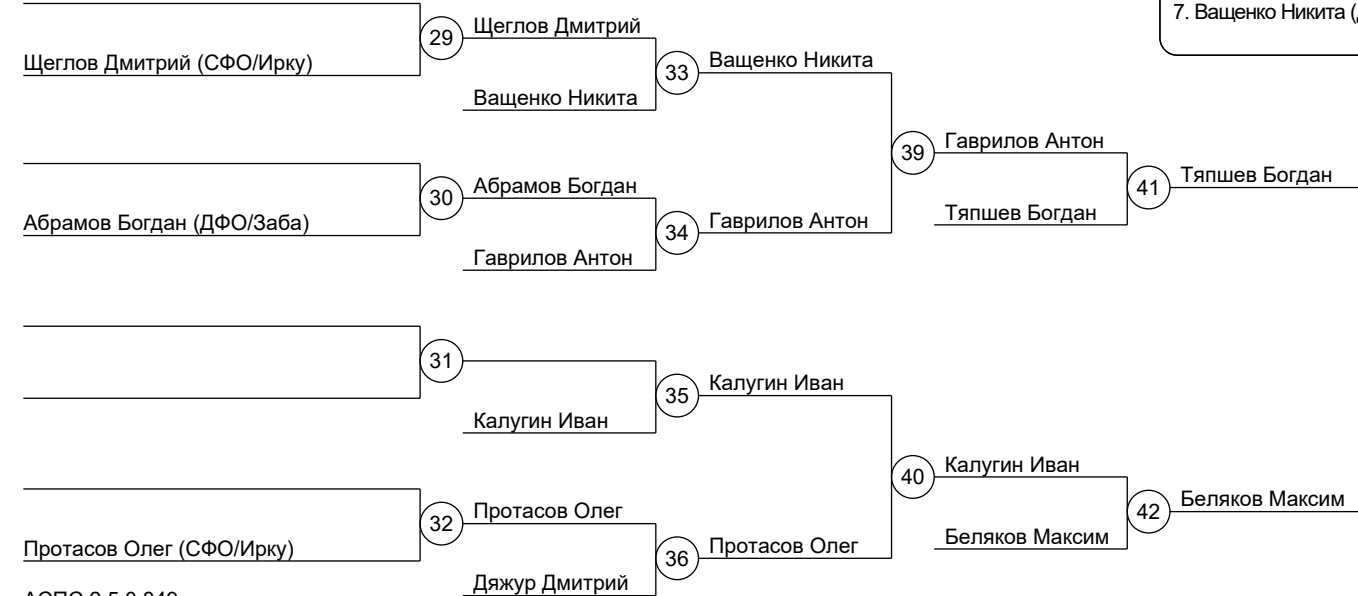 7. Ващенко Никита (
29
Щеглов Дмитрий
Щеглов Дмитрий (СФО/Ирку)
33
Ващенко Никита
Ващенко Никита
39
Гаврилов Антон
30
Абрамов Богдан
41
Тяпшев Богдан
Абрамов Богдан (ДФО/Заба)
34
Гаврилов Антон
Тяпшев Богдан
Гаврилов Антон
31
35
Калугин Иван
Калугин Иван
40
Калугин Иван
32
Протасов Олег
42
Беляков Максим
Протасов Олег (СФО/Ирку)
36
Протасов Олег
Беляков Максим
Дяжур Дмитрий